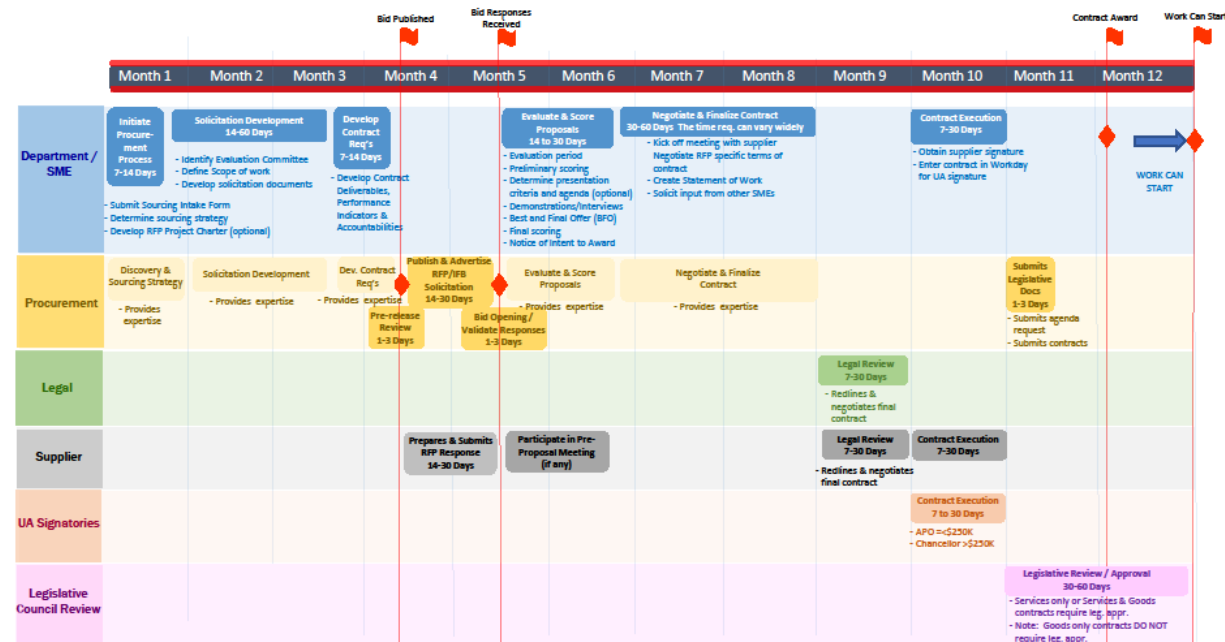 Bid Published
Bid Responses
Received
Contract Award
Work Can Start
Month 1
Month 2
Month 3
Month 4
Month 5
Month 6
Month 7
Month 8
Month 9
Month 10
Month 11
Month 12
Department /
SME
Initiate
Procure-
ment
Process
7-14 Days
- Submit Sourcing Intake Form
- Determine sourcing strategy
- Develop RFP Project Charter (optional)
Solicitation Development
14-60 Days
- Identify Evaluation Committee
- Define Scope of work
- Develop solicitation documents
Develop
Contract
Req's
7-14 Days
- Develop Contract
Deliverables,
Performance
Indicators &
Accountabilities
Evaluate & Score
Proposals
14 to 30 Days
- Evaluation period
- Preliminary scoring
- Determine presentation
criteria and agenda (optional)
- Demonstrations/Interviews
- Best and Final Offer (BFO)
- Final scoring
- Notice of Intent to Award
Negotiate & Finalize Contract
30-60 Days The time req. can vary widely
- Kick off meeting with supplier
Negotiate RFP specific terms of
contract
- Create Statement of Work
- Solicit input from other SMEs
Contract Execution
7-30 Days
- Obtain supplier signature
- Enter contract in Workday
for UA signature
WORK CAN
START
Procurement
Discovery &
Sourcing Strategy
- Provides
expertise
Solicitation Development
- Provides expertise
Dev. Contract
Req's
- Provides expertise
Pre-release
Review
1-3 Days
Publish & Advertise
RFP/IFB
Solicitation
14-30 Days
Bid Opening /
Validate Responses
1-3 Days
Evaluate & Score
Proposals
- Provides expertise
Negotiate & Finalize
Contract
- Provides expertise
Submits
Legislative
Docs
1-3 Days
- Submits agenda
request
- Submits contracts
Legal
Legal Review
7-30 Days
- Redlines &
negotiates final
contract
Supplier
Prepares & Submits
RFP Response
14-30 Days
Participate in Pre-
Proposal Meeting
(if any)
Legal Review
7-30 Days
- Redlines & negotiates
final contract
Contract Execution
7-30 Days
UA Signatories
Contract Execution
7 to 30 Days
- APO =<$250K
- Chancellor >$250K
Legislative
Council Review
Legislative Review / Approval
30-60 Days
- Services only or Services & Goods
contracts require leg. appr.
- Note: Goods only contracts DO NOT
require leg. appr.